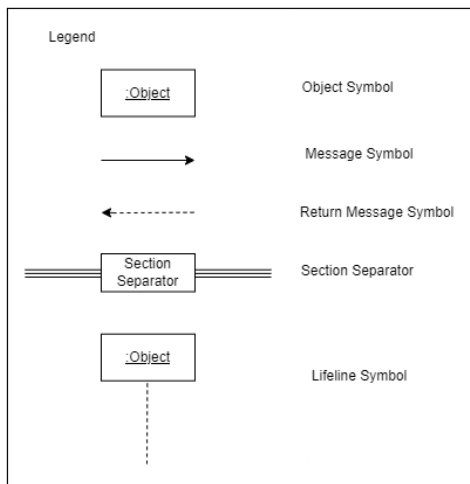 Legend
:Object
Object Symbol
Message Symbol
Return Message Symbol
Section
Separator
Section Separator
:Object
Lifeline Symbol